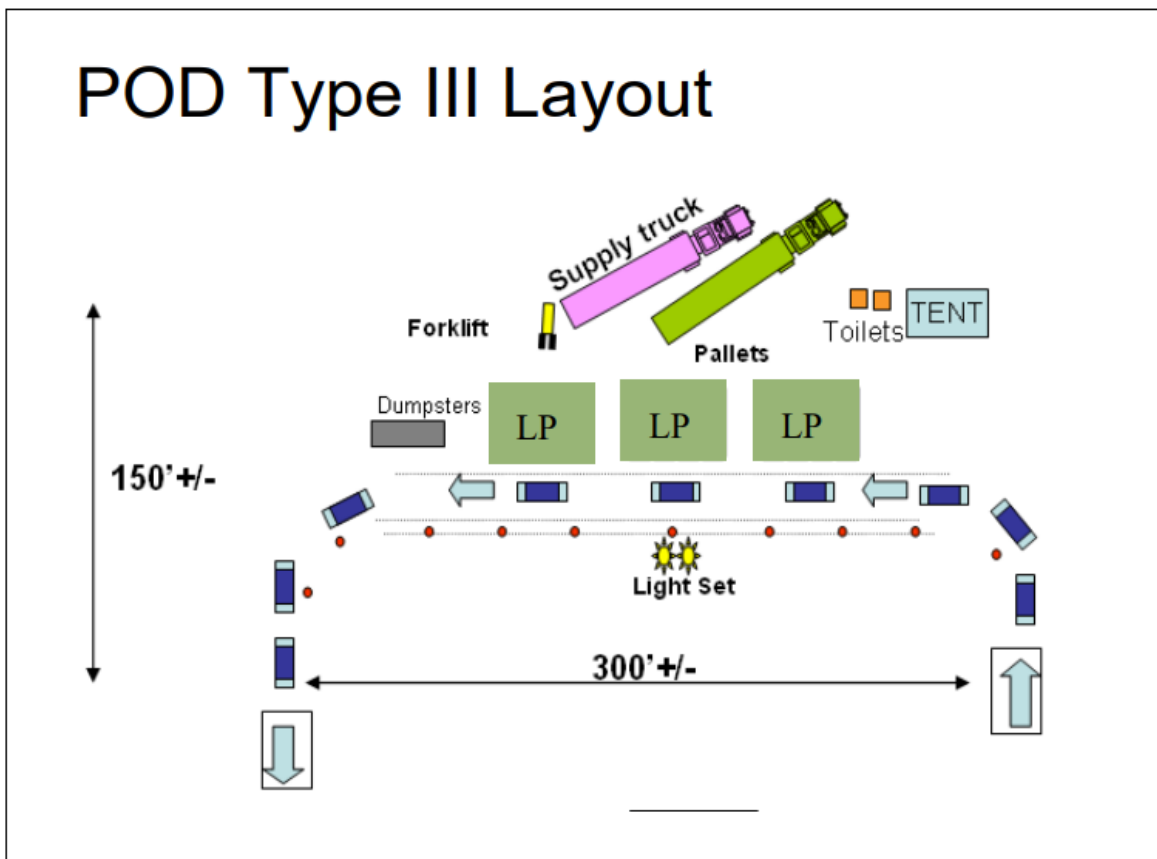 POD Type III Layout
Supply truck
Forklift
Pallets
Toilets
TENT
Dumpsters
LP
LP
LP
150'+/-
Light Set
300'+/-